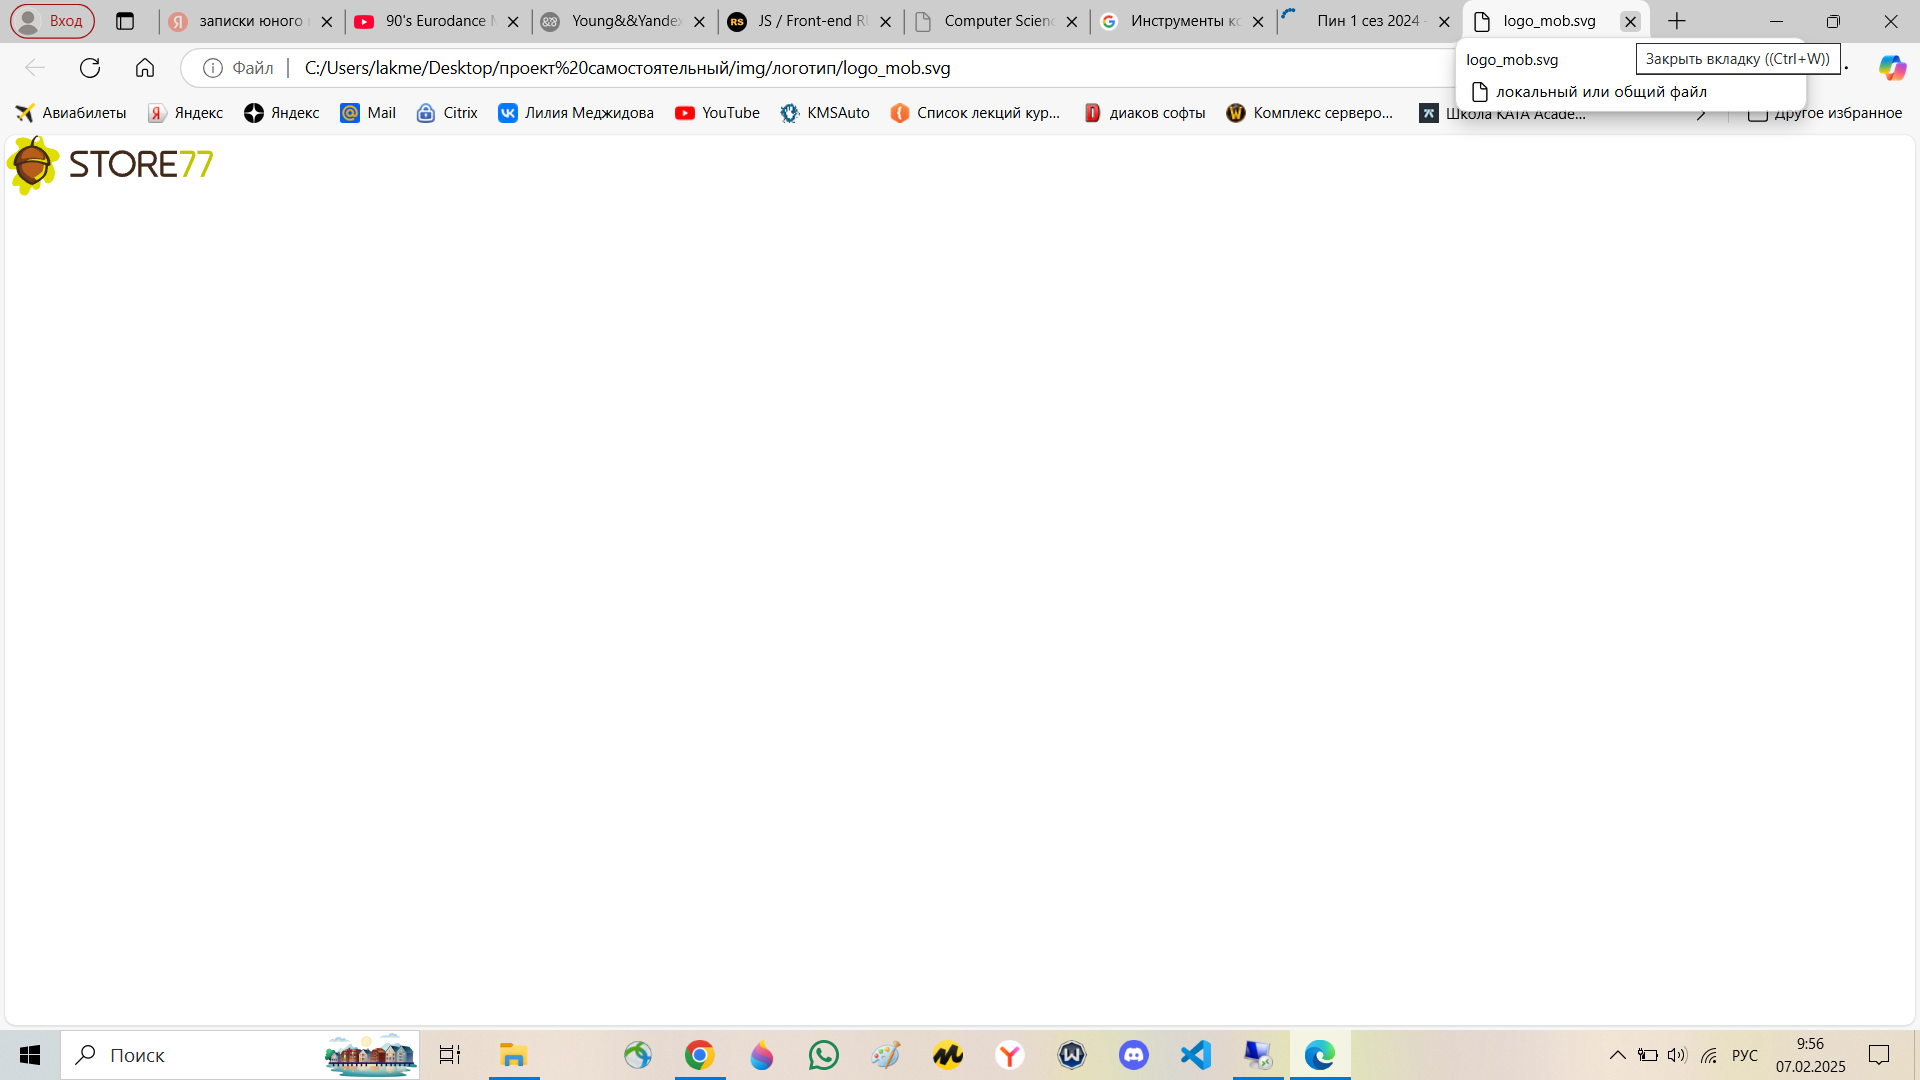 Вход
записки юного
90's Eurodance M
Young&&Yandex
JS / Front-end
Computer Scienc
Инструменты
Пин 1 сез 2024
logo_mob.svg
Файл
C:/Users/lakme/Desktop/проект%20самостоятельный/img/логотип/logo_mob.svg
logo_mob.svg
Закрыть вкладку ((Ctrl+W))
локальный или общий файл
Авиабилеты
Яндекс
Яндекс
Mail
Citrix
Лилия Меджидова
YouTube
KMSAuto
Список лекций кур...
диаков софты
Комплекс серверо...
Школа КАТА Acade...
Другое избранное
STORE77
Поиск
РУС
9:56
07.02.2025